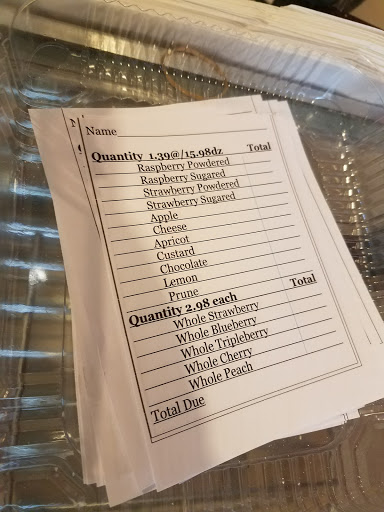 Name
Quantity 1.39@/15.98dz Total
Raspberry Powdered
Raspberry Sugared
Strawberry Powdered
Strawberry Sugared
Apple
Cheese
Apricot
Custard
Chocolate
Lemon
Prune
Quantity 2.98 each Total
Whole Strawberry
Whole Blueberry
Whole Tripleberry
Whole Cherry
Whole Peach
Total Due